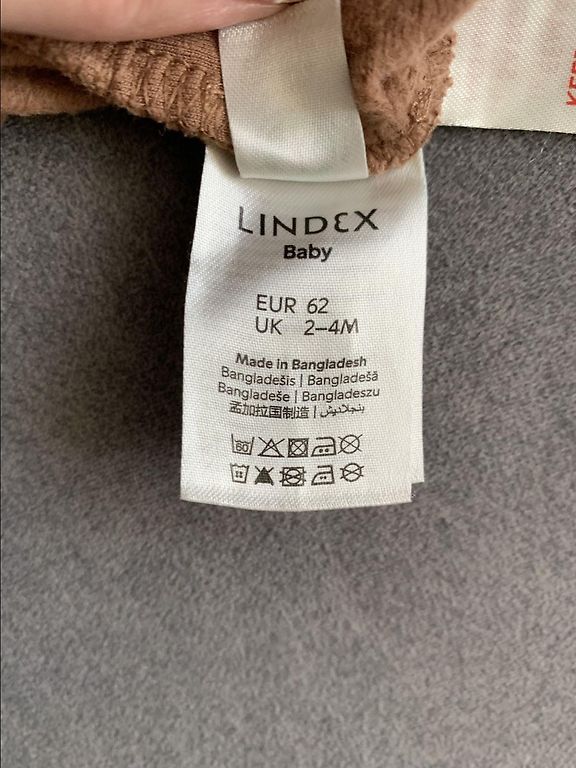 LINDEX
Baby
EUR 62
UK 2–4M
Made in Bangladesh
Bangladešis | Bangladešā
Bangladeše | Bangladeszu
孟加拉国制造 | بنجلاديش
60